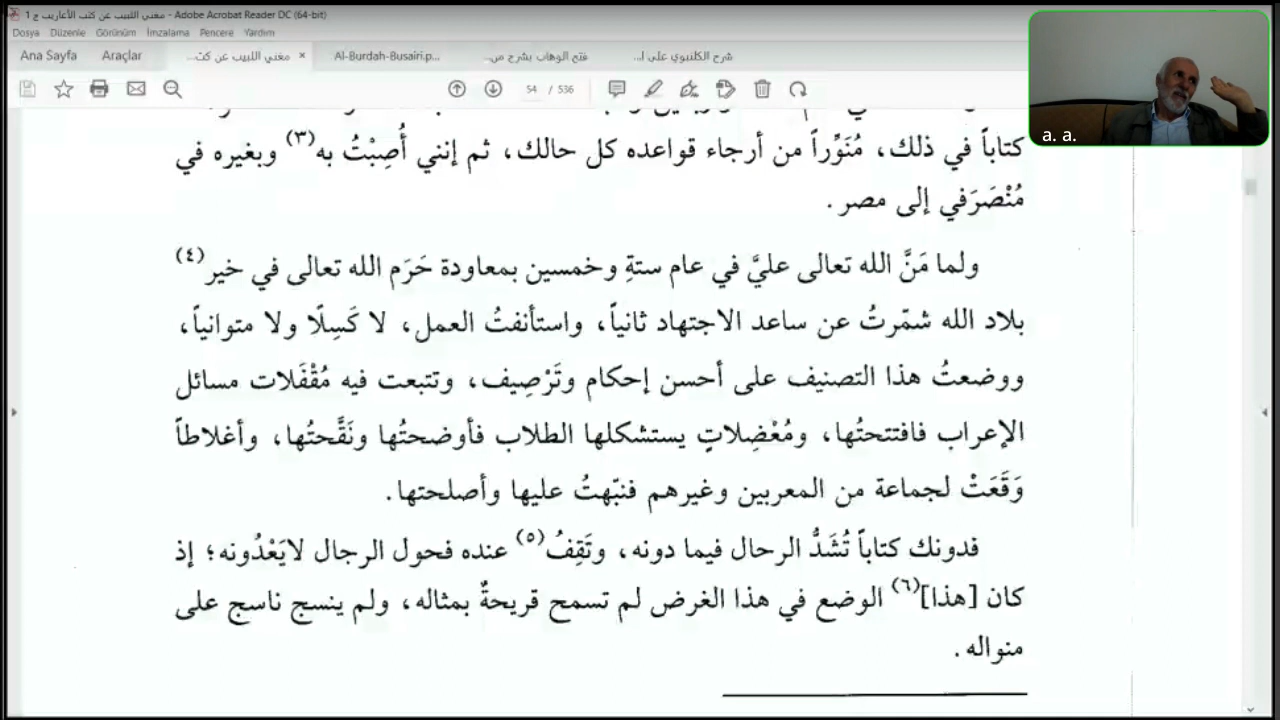 مغني اللبيب عن كتب الأعاريب ج 1 - Adobe Acrobat Reader DC (64-bit)
Dosya Düzenle Görünüm İmzalama Pencere Yardım
Ana Sayfa Araçlar مغني اللبيب عن كت... × Al-Burdah-Busairi.p... فتح الوهاب بشرح من... شرح الكلنبوي على ا...
54 / 536
a. a.
كتاباً في ذلك، مُنَوِّراً من أرجاء قواعده كل حالك، ثم إنني أُصِبْتُ به(٣) وبغيره في
مُنْصَرَفي إلى مصر .
ولما مَنَّ الله تعالى عليَّ في عام ستةِ وخمسين بمعاودة حَرَم الله تعالى في خير(٤)
بلاد الله شمّرتُ عن ساعد الاجتهاد ثانياً، واستأنفتُ العمل، لا كَسِلًا ولا متوانياً،
ووضعتُ هذا التصنيف على أحسن إحكام وتَرْصِيف، وتتبعت فيه مُقْفَلات مسائل
الإعراب فافتتحتُها، ومُعْضِلاتٍ يستشكلها الطلاب فأوضحتُها ونَقَّحتُها، وأغلاطاً
وَقَعَتْ لجماعة من المعربين وغيرهم فنبّهتُ عليها وأصلحتها.
فدونك كتاباً تُشَدُّ الرحال فيما دونه، وتَقِفُ(٥) عنده فحول الرجال لايَعْدُونه؛ إذ
كان [هذا](٦) الوضع في هذا الغرض لم تسمح قريحةٌ بمثاله، ولم ينسج ناسج على
منواله .